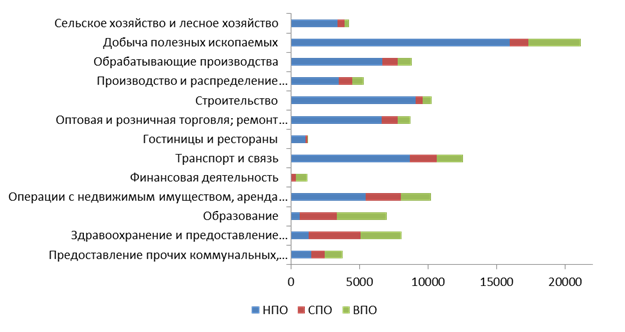 Сельское хозяйство и лесное хозяйство
Добыча полезных ископаемых
Обрабатывающие производства
Производство и распределение...
Строительство
Оптовая и розничная торговля; ремонт...
Гостиницы и рестораны
Транспорт и связь
Финансовая деятельность
Операции с недвижимым имуществом, аренда...
Образование
Здравоохранение и предоставление...
Предоставление прочих коммунальных,...
0 5000 10000 15000 20000
НПО СПО ВПО